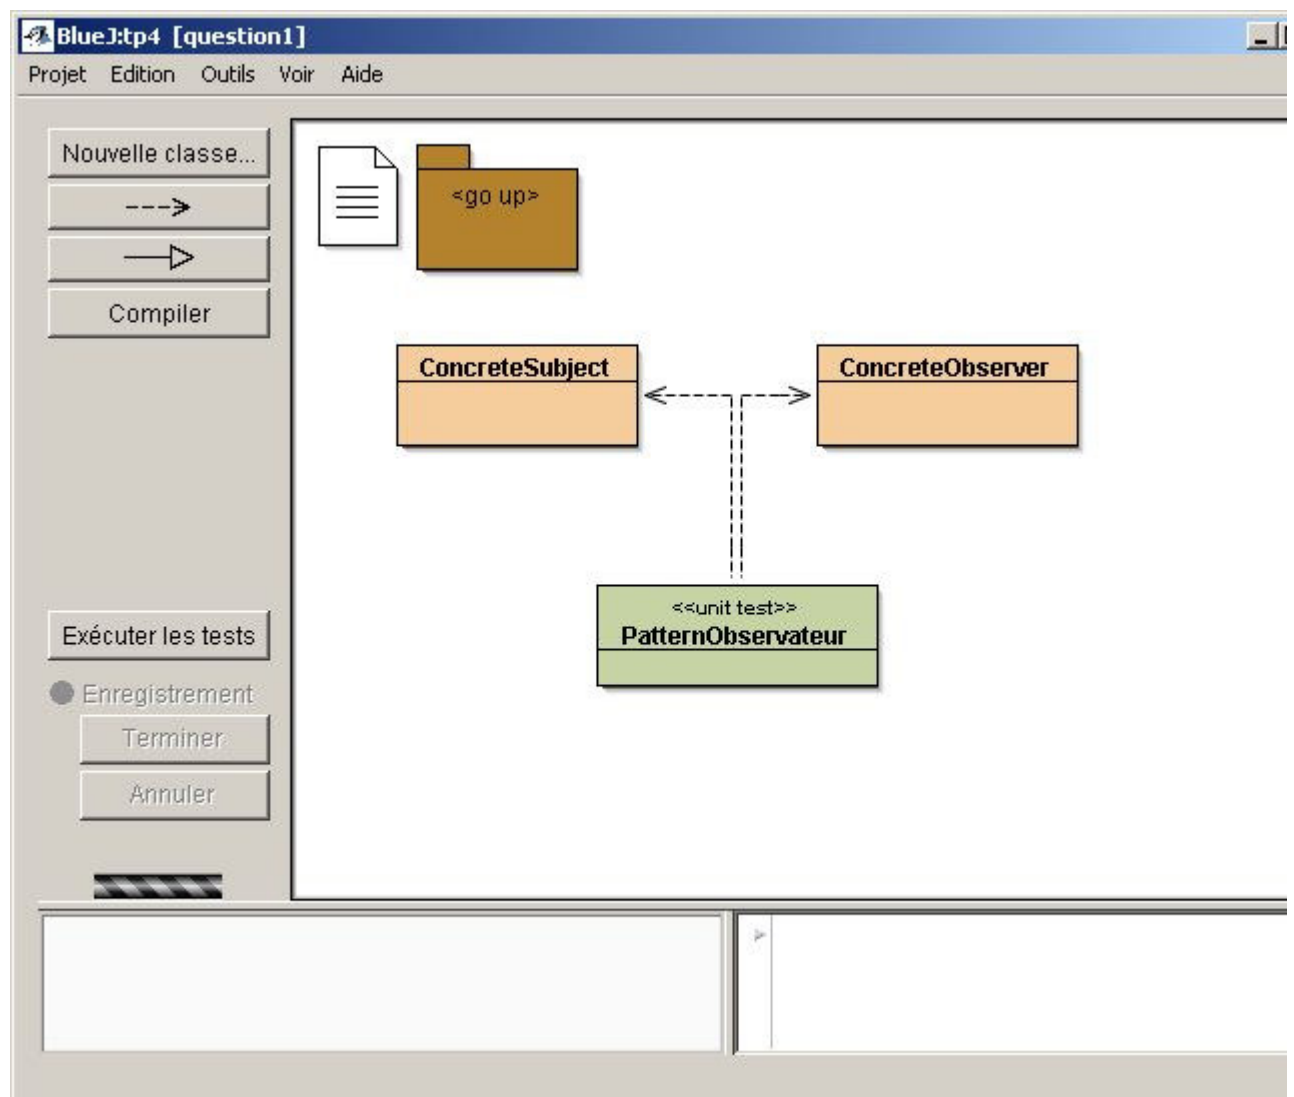 BlueJ:tp4 [question1]
Projet Edition Outils Voir Aide
Nouvelle classe...
<go up>
Compiler
ConcreteSubject
ConcreteObserver
<<unit test>>
PatternObservateur
Exécuter les tests
Enregistrement
Terminer
Annuler